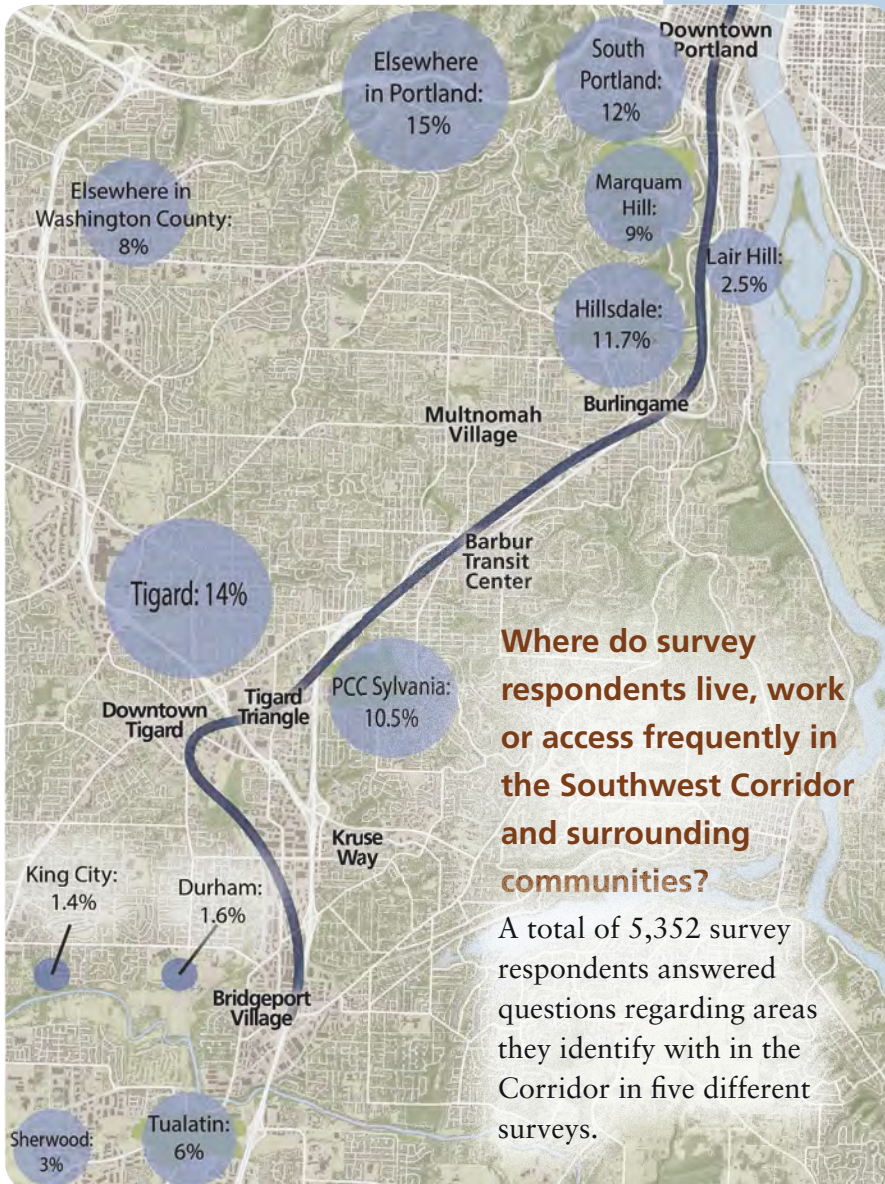 Downtown
Portland
South
Portland:
12%
Elsewhere
in Portland:
15%
Marquam
Hill:
9%
Elsewhere in
Washington County:
8%
Lair Hill:
2.5%
Hillsdale:
11.7%
Burlingame
Multnomah
Village
Barbur
Transit
Center
Tigard: 14%
PCC Sylvania:
10.5%
Tigard
Triangle
Downtown
Tigard
Kruse
Way
King City:
1.4%
Durham:
1.6%
Bridgeport
Village
Sherwood:
3%
Tualatin:
6%
Where do survey
respondents live, work
or access frequently in
the Southwest Corridor
and surrounding
communities?
A total of 5,352 survey
respondents answered
questions regarding areas
they identify with in the
Corridor in five different
surveys.